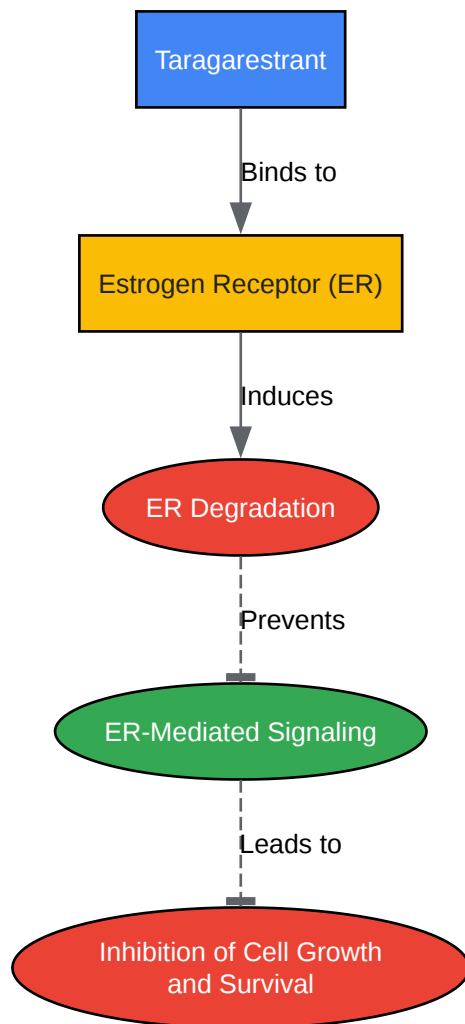 Taragarestrant
Binds to
Estrogen Receptor (ER)
Induces
ER Degradation
Prevents
ER-Mediated Signaling
Leads to
Inhibition of Cell Growth
and Survival